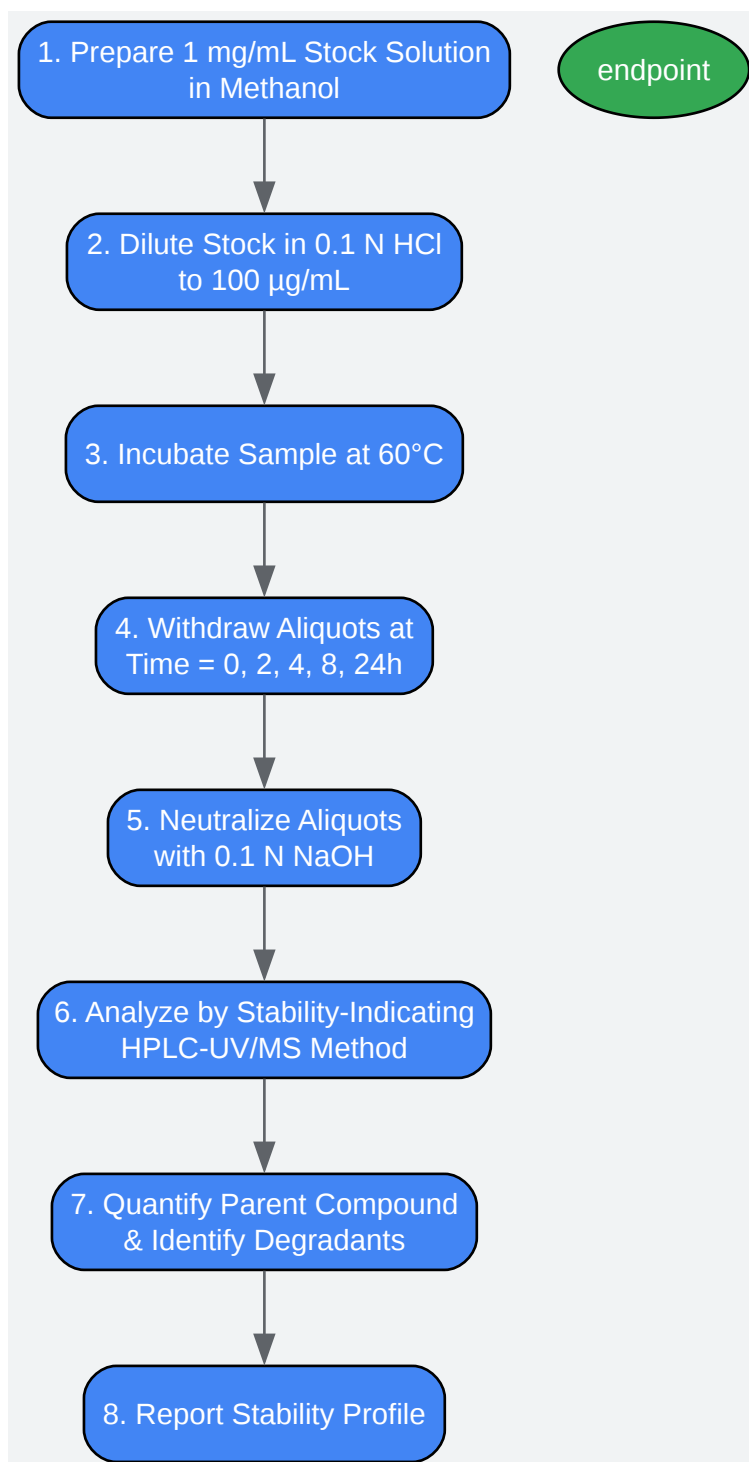 1. Prepare 1 mg/mL Stock Solution
in Methanol
endpoint
2. Dilute Stock in 0.1 N HCl
to 100 µg/mL
3. Incubate Sample at 60°C
4. Withdraw Aliquots at
Time = 0, 2, 4, 8, 24h
5. Neutralize Aliquots
with 0.1 N NaOH
6. Analyze by Stability-Indicating
HPLC-UV/MS Method
7. Quantify Parent Compound
& Identify Degradants
8. Report Stability Profile